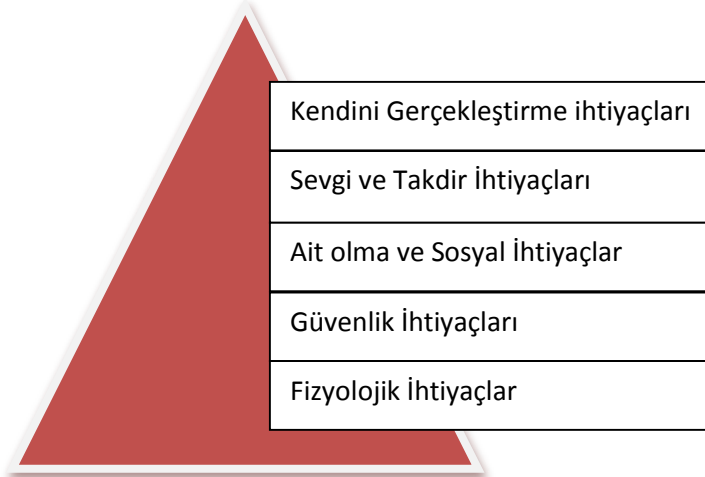 Kendini Gerçekleştirme ihtiyaçları
Sevgi ve Takdir İhtiyaçları
Ait olma ve Sosyal İhtiyaçlar
Güvenlik İhtiyaçları
Fizyolojik İhtiyaçlar